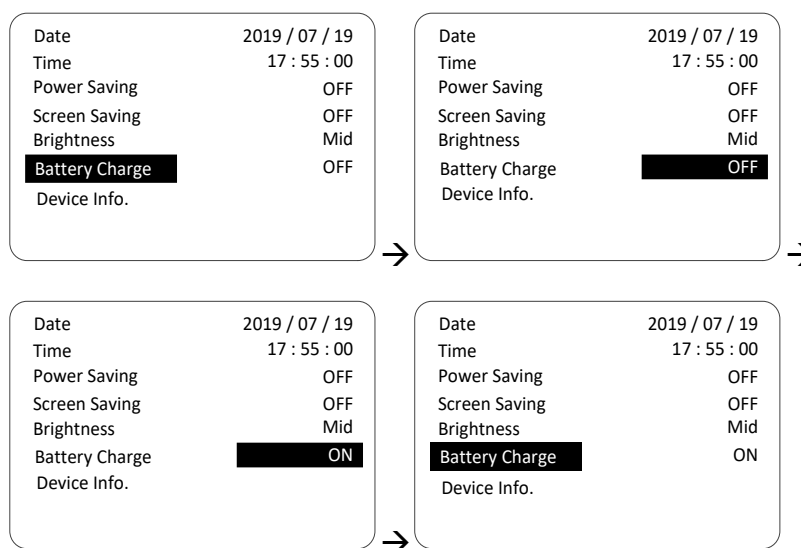 Date 2019 / 07 / 19
Time 17 : 55 : 00
Power Saving OFF
Screen Saving OFF
Brightness Mid
Battery Charge OFF
Device Info.
→
Date 2019 / 07 / 19
Time 17 : 55 : 00
Power Saving OFF
Screen Saving OFF
Brightness Mid
Battery Charge OFF
Device Info.
→
Date 2019 / 07 / 19
Time 17 : 55 : 00
Power Saving OFF
Screen Saving OFF
Brightness Mid
Battery Charge ON
Device Info.
→
Date 2019 / 07 / 19
Time 17 : 55 : 00
Power Saving OFF
Screen Saving OFF
Brightness Mid
Battery Charge ON
Device Info.